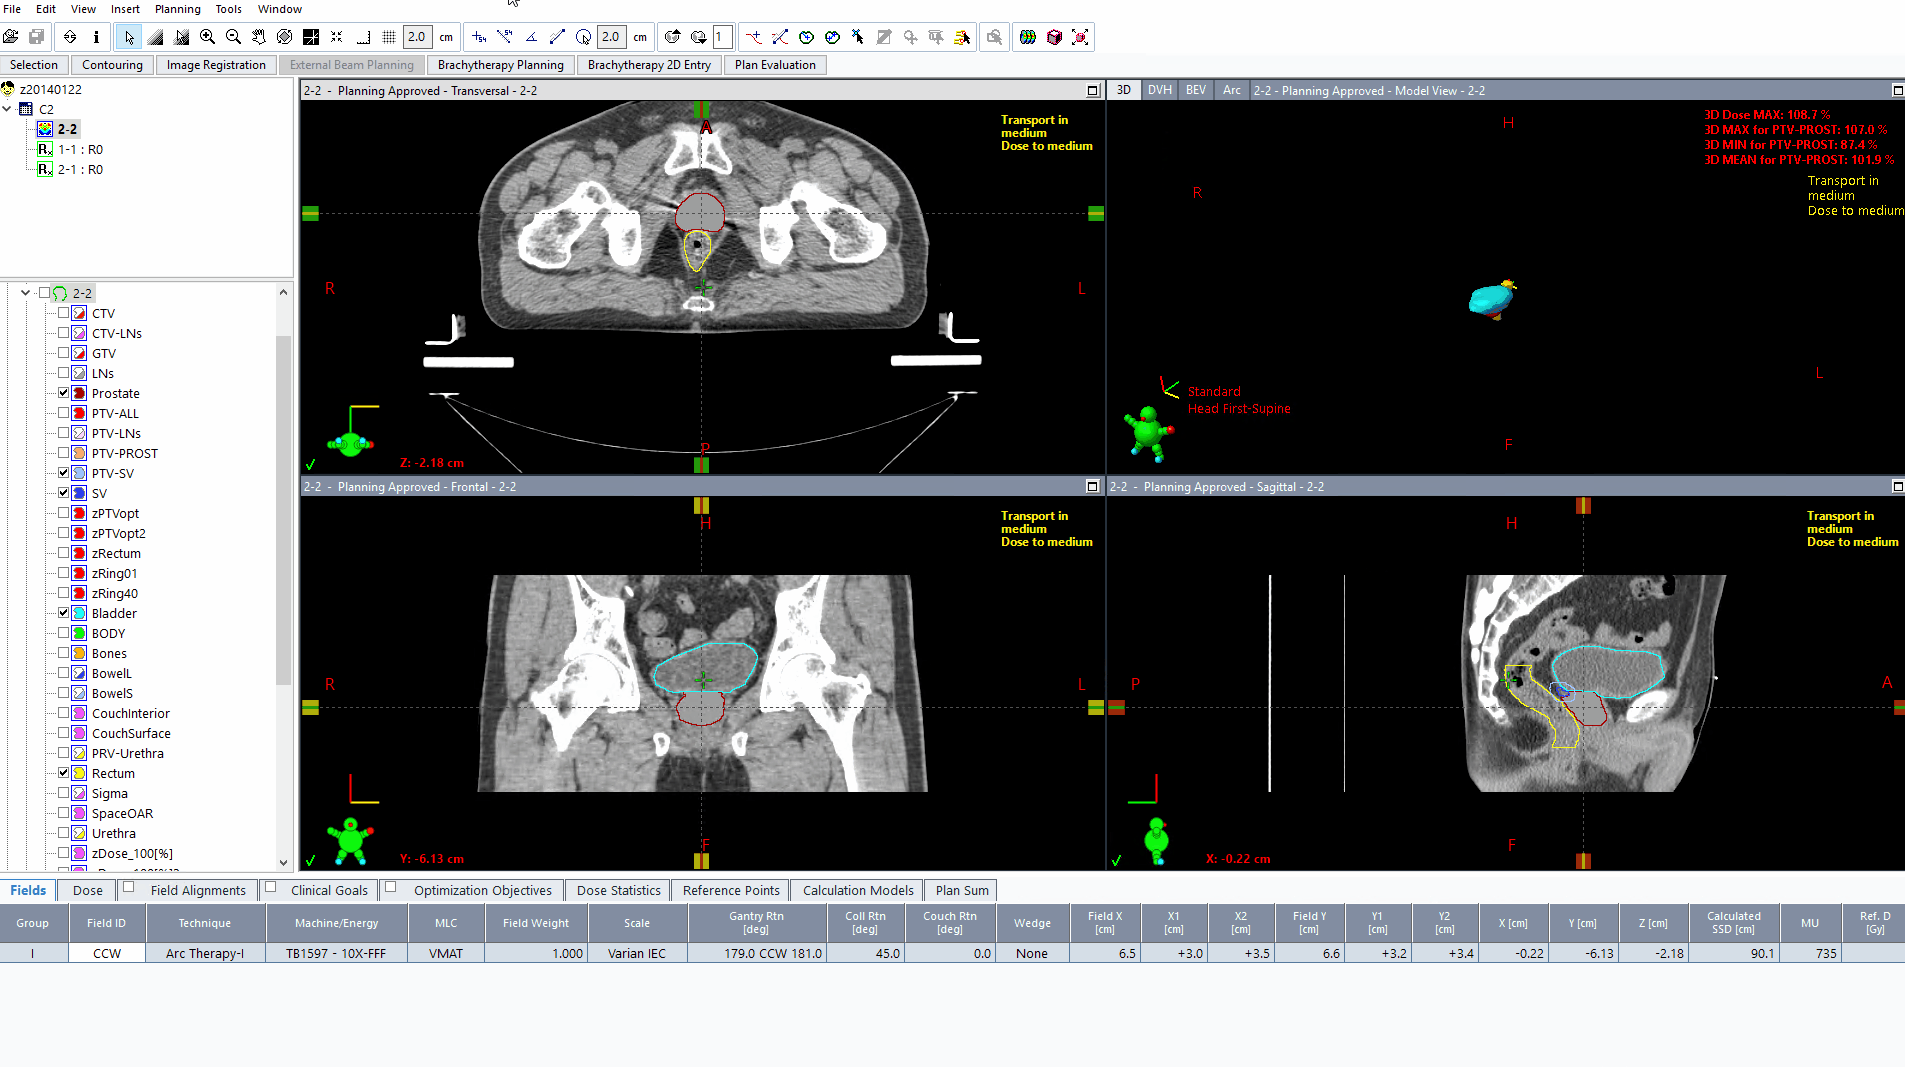 File Edit View Insert Planning Tools Window
2.0 cm 2.0 cm 1
Selection Contouring Image Registration External Beam Planning Brachytherapy Planning Brachytherapy 2D Entry Plan Evaluation
z20140122
C2
2-2
Rx 1-1 : R0
Rx 2-1 : R0
2-2
CTV
CTV-LNs
GTV
LNs
Prostate
PTV-ALL
PTV-LNs
PTV-PROST
PTV-SV
SV
zPTVopt
zPTVopt2
zRectum
zRing01
zRing40
Bladder
BODY
Bones
BowelL
BowelS
CouchInterior
CouchSurface
PRV-Urethra
Rectum
Sigma
SpaceOAR
Urethra
zDose_100[%]
2-2 - Planning Approved - Transversal - 2-2
A
Transport in
medium
Dose to medium
R
L
P
Z: -2.18 cm
3D DVH BEV Arc 2-2 - Planning Approved - Model View - 2-2
3D Dose MAX: 108.7 %
3D MAX for PTV-PROST: 107.0 %
3D MIN for PTV-PROST: 87.4 %
3D MEAN for PTV-PROST: 101.9 %
Transport in
medium
Dose to medium
H
R
L
Standard
Head First-Supine
F
2-2 - Planning Approved - Frontal - 2-2
H
Transport in
medium
Dose to medium
R
L
F
Y: -6.13 cm
2-2 - Planning Approved - Sagittal - 2-2
H
Transport in
medium
Dose to medium
P
A
F
X: -0.22 cm
Fields Dose Field Alignments Clinical Goals Optimization Objectives Dose Statistics Reference Points Calculation Models Plan Sum
Group Field ID Technique Machine/Energy MLC Field Weight Scale Gantry Rtn [deg] Coll Rtn [deg] Couch Rtn [deg] Wedge Field X [cm] X1 [cm] X2 [cm] Field Y [cm] Y1 [cm] Y2 [cm] X [cm] Y [cm] Z [cm] Calculated SSD [cm] MU Ref. D [Gy]
I CCW Arc Therapy-I TB1597 - 10X-FFF VMAT 1.000 Varian IEC 179.0 CCW 181.0 45.0 0.0 None 6.5 +3.0 +3.5 6.6 +3.2 +3.4 -0.22 -6.13 -2.18 90.1 735